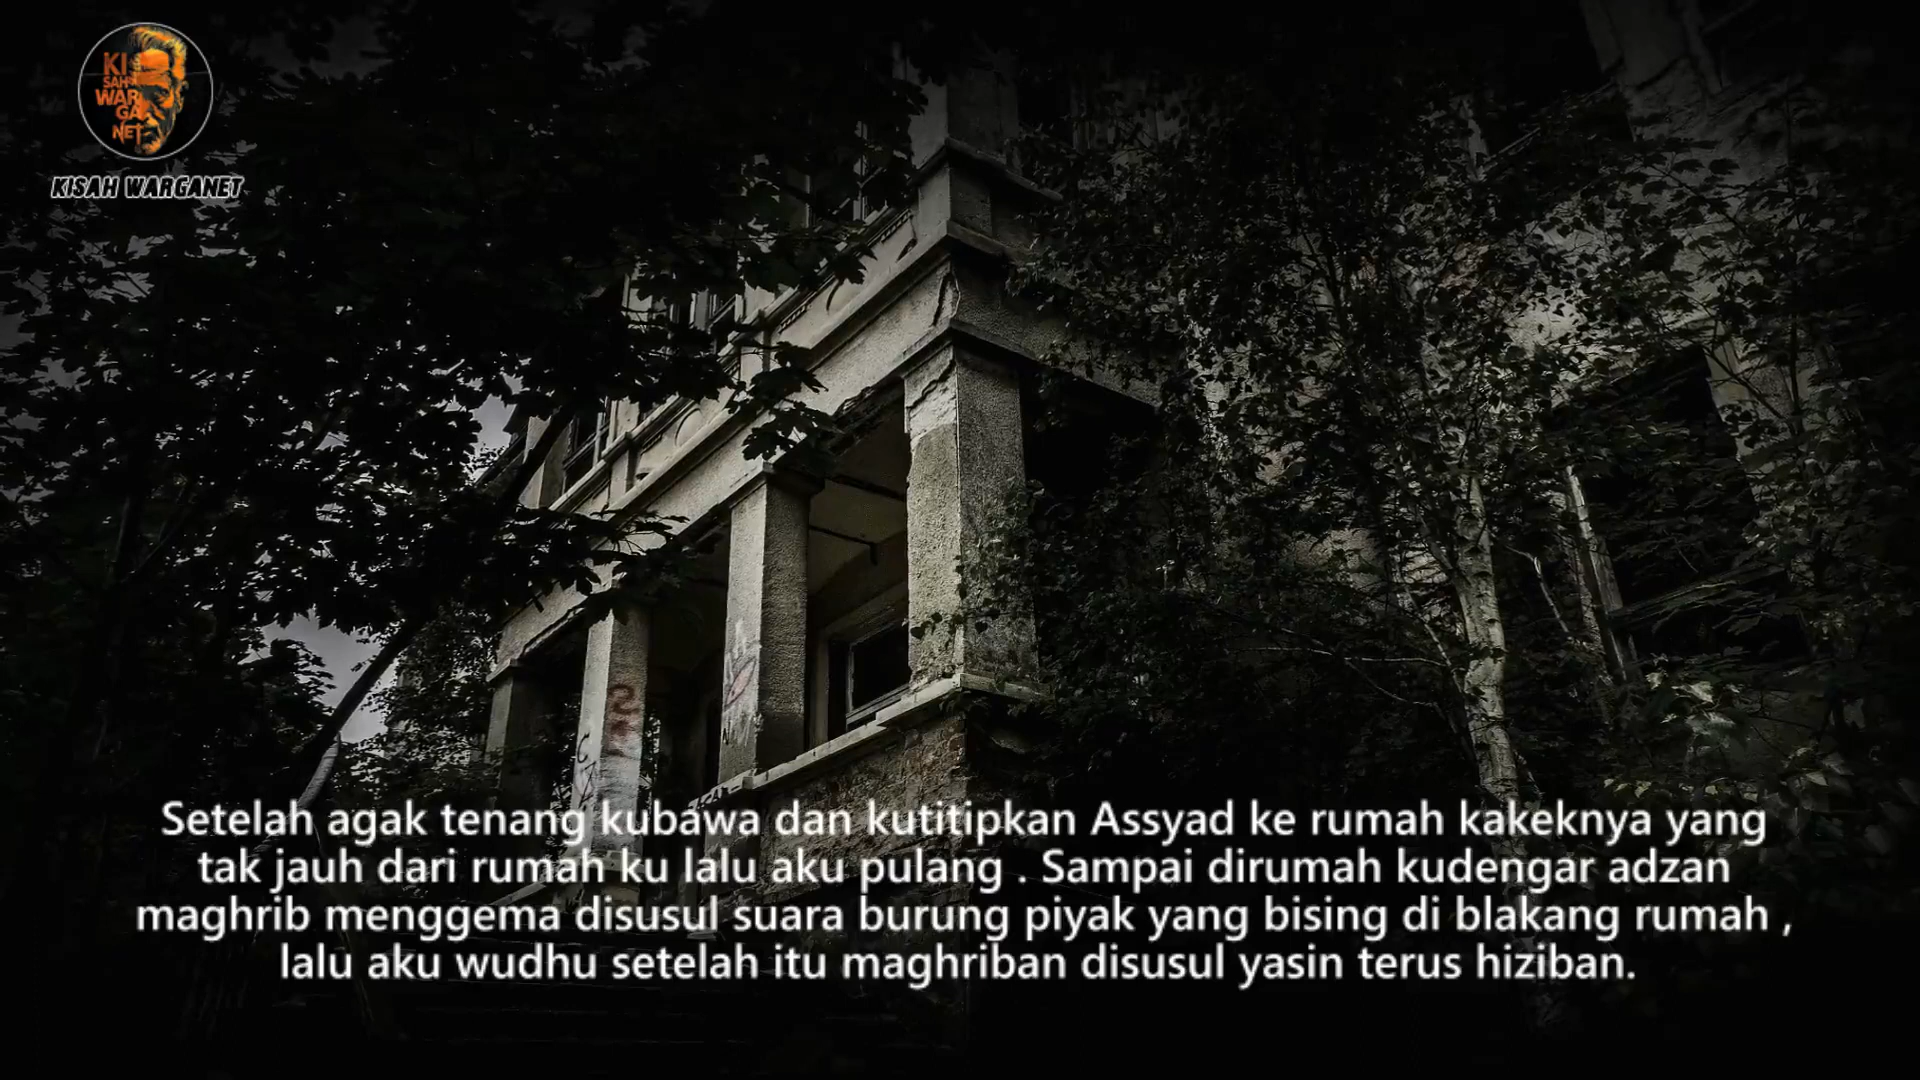 KI
SAH
WAR
GA
NET
KISAH WARGANET
Setelah agak tenang kubawa dan kutitipkan Assyad ke rumah kakeknya yang
tak jauh dari rumah ku lalu aku pulang . Sampai dirumah kudengar adzan
maghrib menggema disusul suara burung piyak yang bising di blakang rumah ,
lalu aku wudhu setelah itu maghriban disusul yasin terus hiziban.